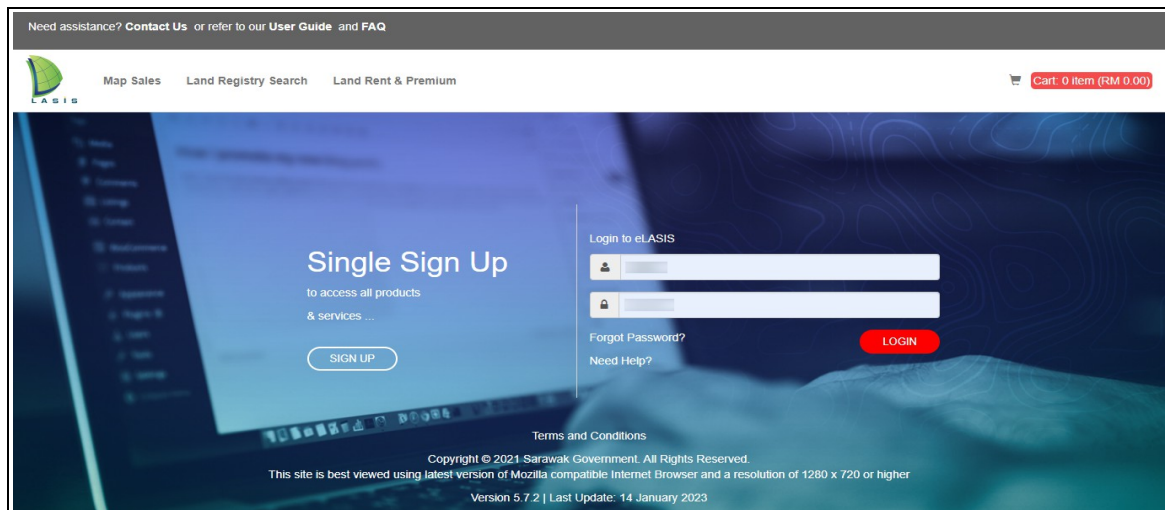 Need assistance? Contact Us or refer to our User Guide and FAQ
LASIS
Map Sales Land Registry Search Land Rent & Premium Cart: 0 item (RM 0.00)
Login to eLASIS
Single Sign Up
to access all products
& services ...
SIGN UP
Forgot Password?
LOGIN
Need Help?
Terms and Conditions
Copyright © 2021 Sarawak Government. All Rights Reserved.
This site is best viewed using latest version of Mozilla compatible Internet Browser and a resolution of 1280 x 720 or higher
Version 5.7.2 | Last Update: 14 January 2023